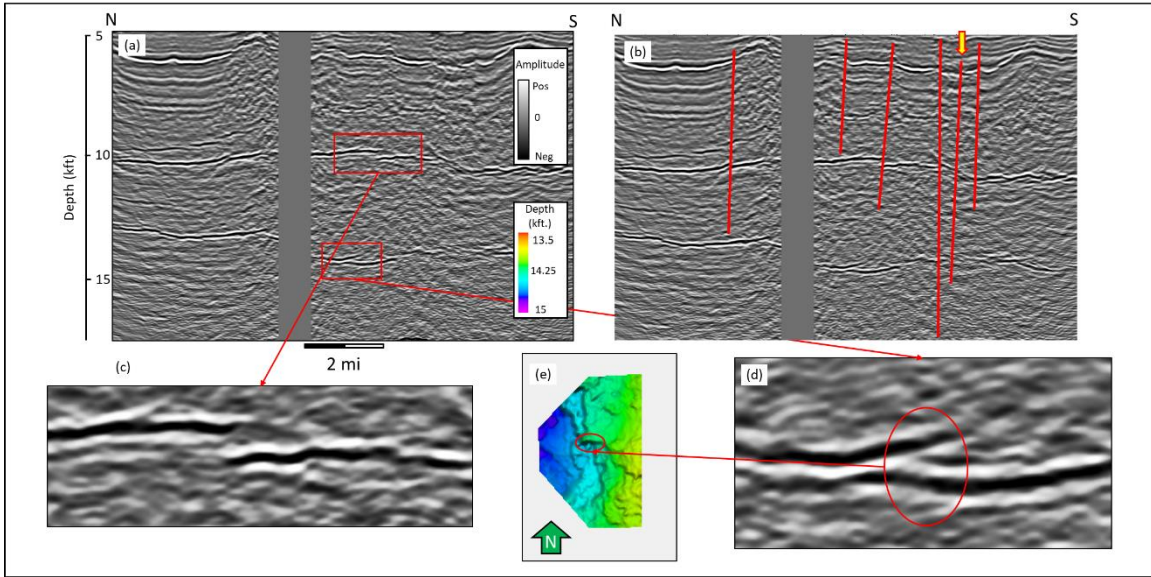 N S N S
5
(a)
(b)
Amplitude
Pos
0
Neg
10
Depth (kft)
Depth
(kft.)
13.5
14.25
15
15
2 mi
(c)
(e)
(d)
N